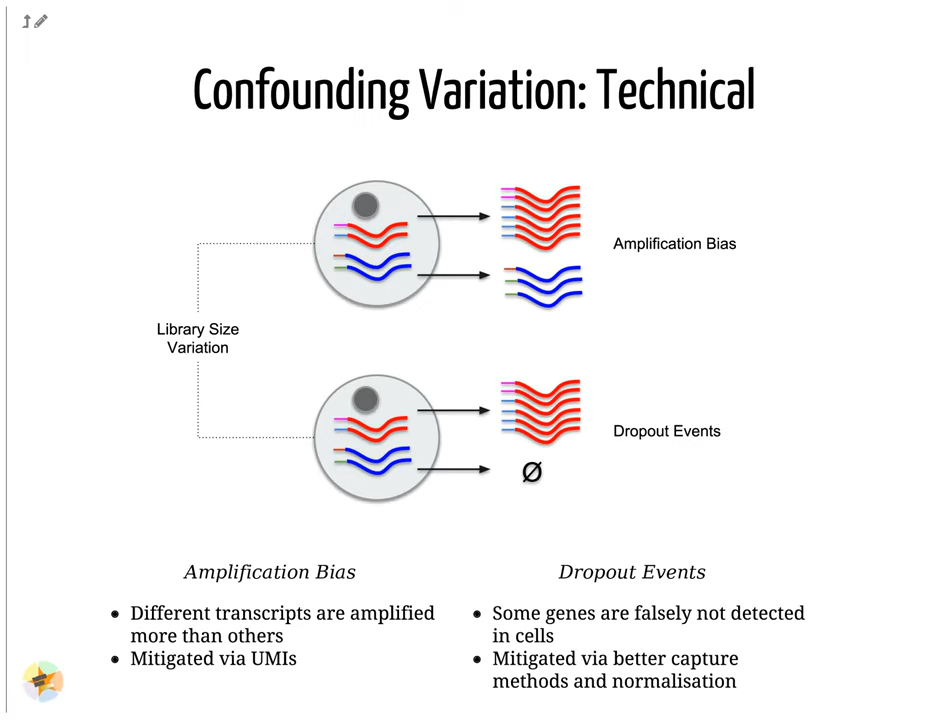 Confounding Variation: Technical
Amplification Bias
Library Size
Variation
Dropout Events
Ø
Amplification Bias
Different transcripts are amplified
more than others
Mitigated via UMIs
Dropout Events
Some genes are falsely not detected
in cells
Mitigated via better capture
methods and normalisation